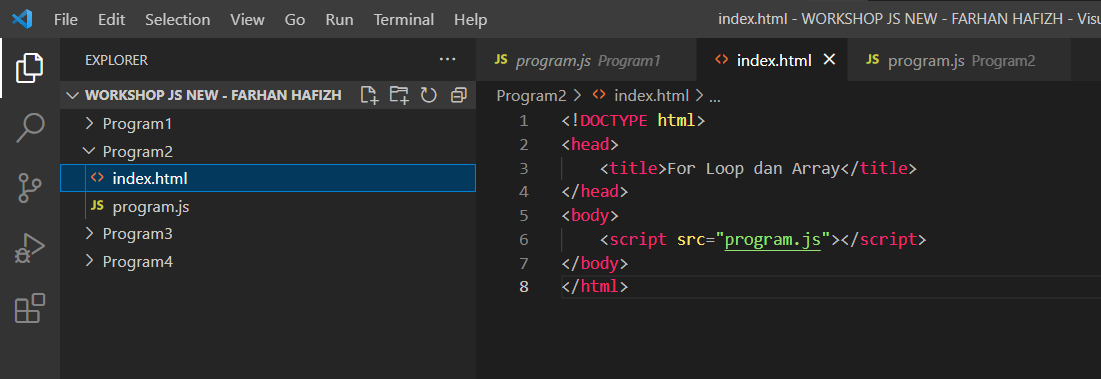 File Edit Selection View Go Run Terminal Help index.html - WORKSHOP JS NEW - FARHAN HAFIZH - Visu
EXPLORER
WORKSHOP JS NEW - FARHAN HAFIZH
Program1
Program2
<> index.html
JS program.js
Program3
Program4
JS program.js Program1 <> index.html JS program.js Program2
Program2 > <> index.html > ...
1 <!DOCTYPE html>
2 <head>
3 <title>For Loop dan Array</title>
4 </head>
5 <body>
6 <script src="program.js"></script>
7 </body>
8 </html>